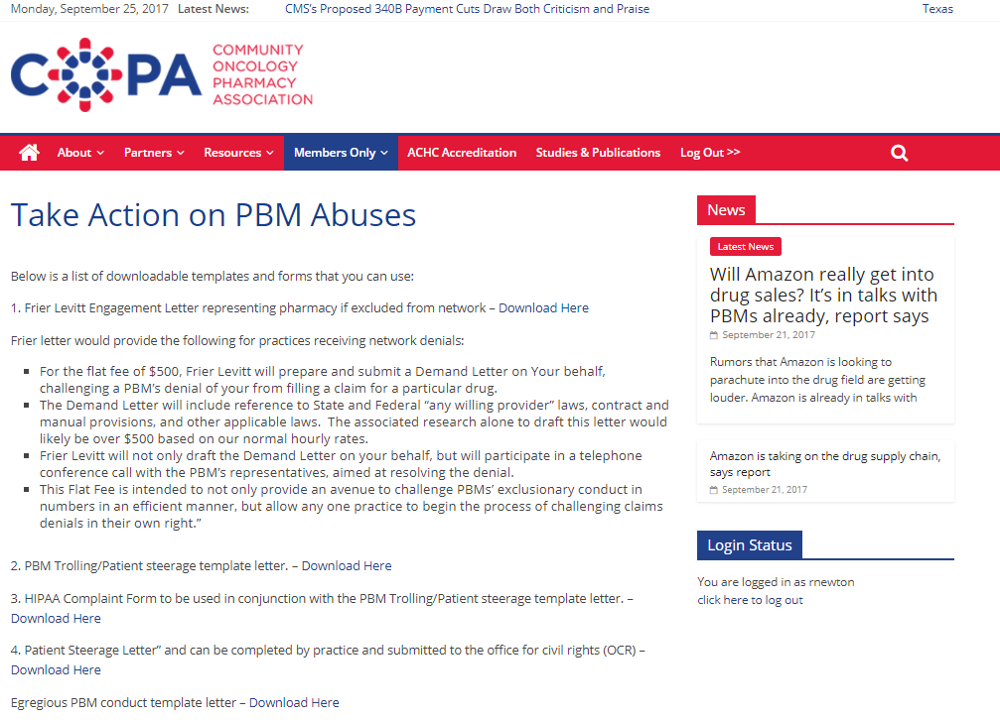 Monday, September 25, 2017 Latest News: CMS's Proposed 340B Payment Cuts Draw Both Criticism and Praise Texas
COPA
COMMUNITY
ONCOLOGY
PHARMACY
ASSOCIATION
About Partners Resources Members Only ACHC Accreditation Studies & Publications Log Out >>
Take Action on PBM Abuses
Below is a list of downloadable templates and forms that you can use:
1. Frier Levitt Engagement Letter representing pharmacy if excluded from network – Download Here
Frier letter would provide the following for practices receiving network denials:
For the flat fee of $500, Frier Levitt will prepare and submit a Demand Letter on Your behalf,
challenging a PBM's denial of your from filling a claim for a particular drug.
The Demand Letter will include reference to State and Federal “any willing provider” laws, contract and
manual provisions, and other applicable laws. The associated research alone to draft this letter would
likely be over $500 based on our normal hourly rates.
Frier Levitt will not only draft the Demand Letter on your behalf, but will participate in a telephone
conference call with the PBM's representatives, aimed at resolving the denial.
This Flat Fee is intended to not only provide an avenue to challenge PBMs' exclusionary conduct in
numbers in an efficient manner, but allow any one practice to begin the process of challenging claims
denials in their own right.”
2. PBM Trolling/Patient steerage template letter. – Download Here
3. HIPAA Complaint Form to be used in conjunction with the PBM Trolling/Patient steerage template letter. –
Download Here
4. Patient Steerage Letter” and can be completed by practice and submitted to the office for civil rights (OCR) –
Download Here
Egregious PBM conduct template letter – Download Here
News
Latest News
Will Amazon really get into
drug sales? It's in talks with
PBMs already, report says
September 21, 2017
Rumors that Amazon is looking to
parachute into the drug field are getting
louder. Amazon is already in talks with
Amazon is taking on the drug supply chain,
says report
September 21, 2017
Login Status
You are logged in as rnewton
click here to log out